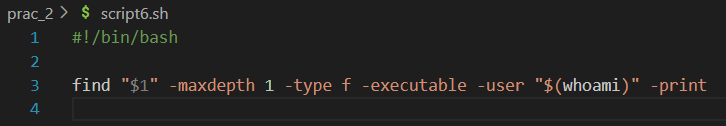 prac_2 > $ script6.sh
1 #!/bin/bash
2
3 find "$1" -maxdepth 1 -type f -executable -user "$(whoami)" -print
4